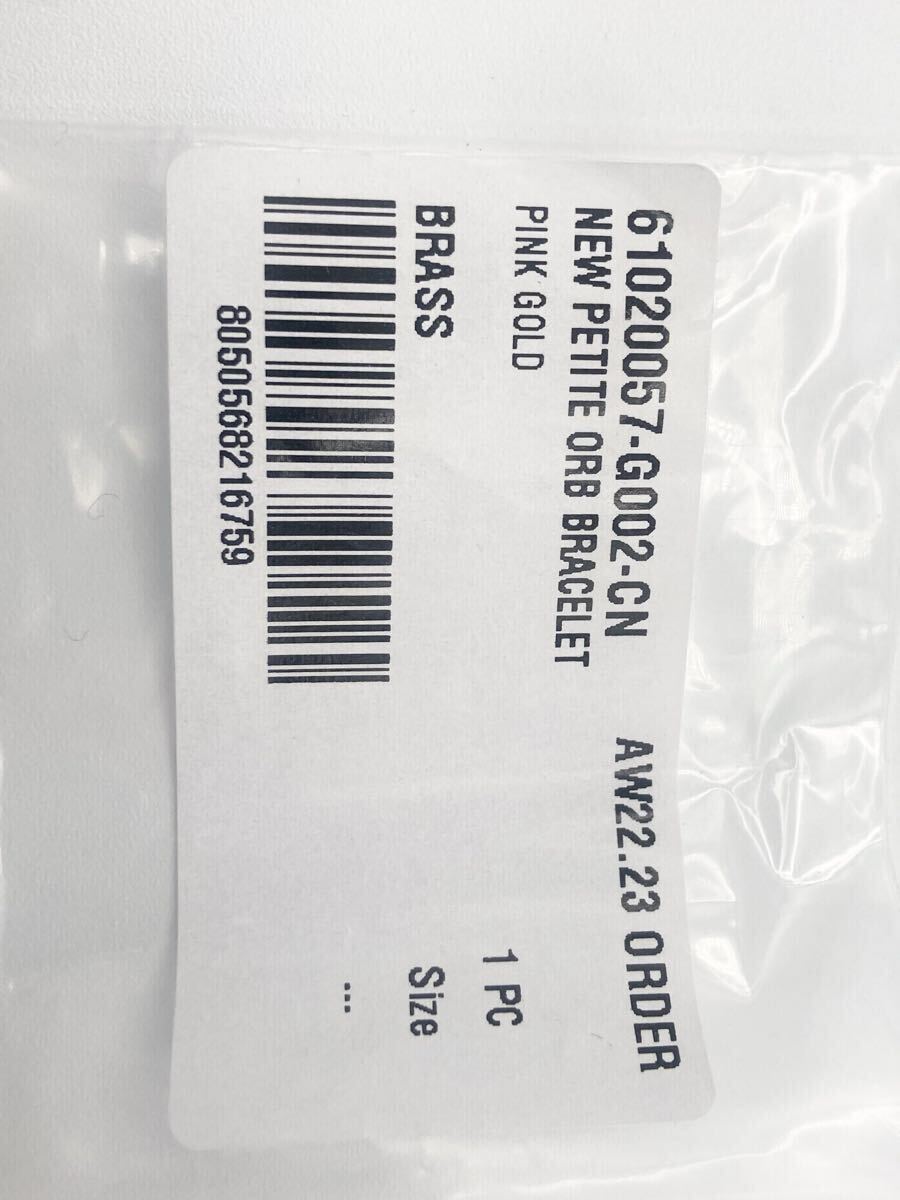 61020057-G002-CN AW22.23 ORDER
NEW PETITE ORB BRACELET
PINK GOLD
1 PC
BRASS
Size
...
8050568216759